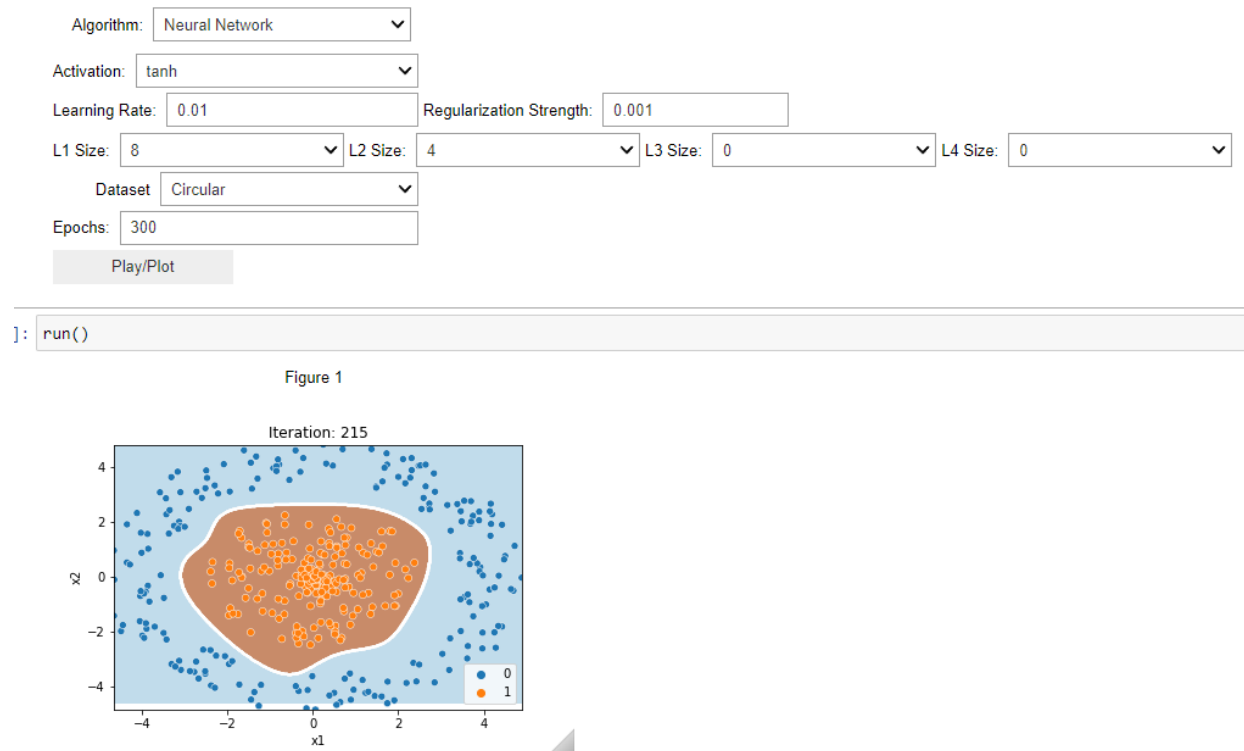 Algorithm: Neural Network
Activation: tanh
Learning Rate: 0.01 Regularization Strength: 0.001
L1 Size: 8 L2 Size: 4 L3 Size: 0 L4 Size: 0
Dataset Circular
Epochs: 300
Play/Plot
]: run()
Figure 1
Iteration: 215
4
2
0
−2
−4
x2
0
1
−4 −2 0 2 4
x1